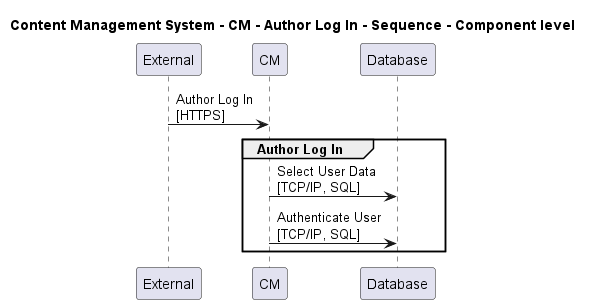 Content Management System - CM - Author Log In - Sequence - Component level
External
CM
Database
Author Log In
[HTTPS]
Author Log In
Select User Data
[TCP/IP, SQL]
Authenticate User
[TCP/IP, SQL]
External
CM
Database